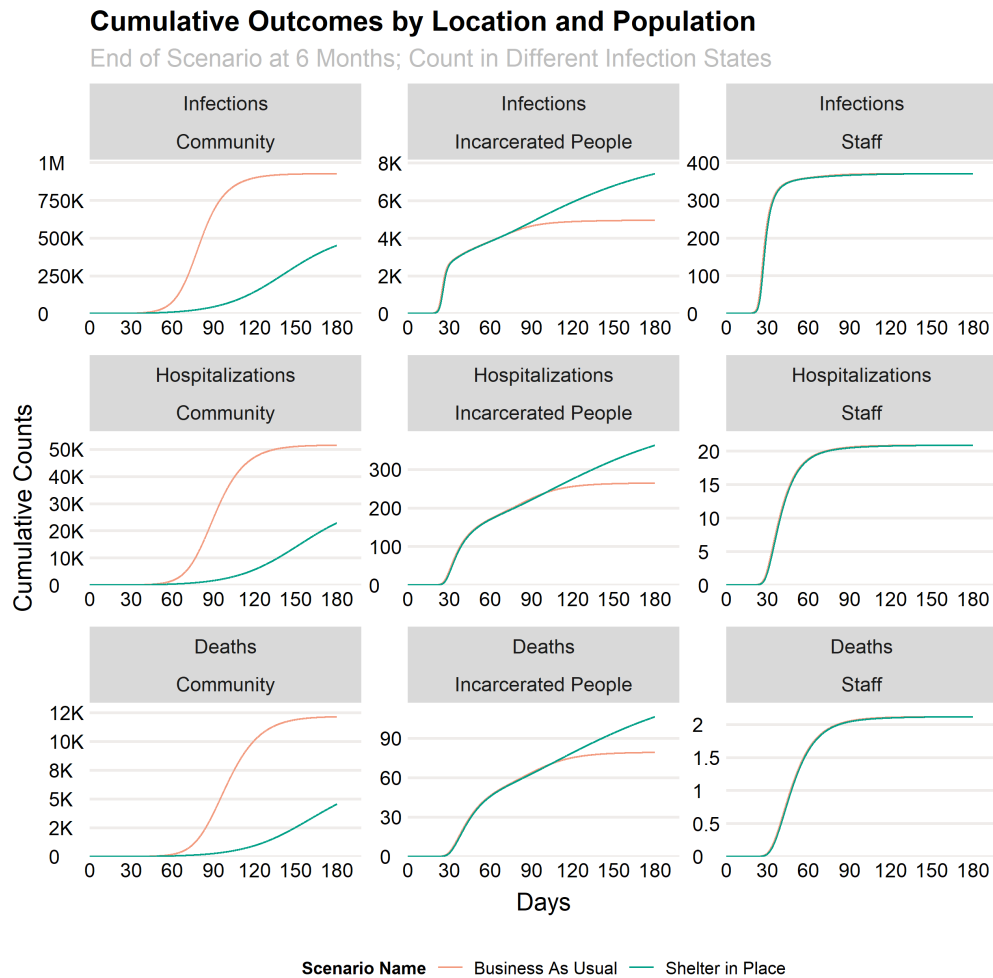 Cumulative Outcomes by Location and Population
End of Scenario at 6 Months; Count in Different Infection States
Infections Infections Infections
Community Incarcerated People Staff
1M 8K 400
750K 6K 300
500K 4K 200
250K 2K 100
0 0 0
0 30 60 90 120 150 180 0 30 60 90 120 150 180 0 30 60 90 120 150 180
Cumulative Counts
Hospitalizations Hospitalizations Hospitalizations
Community Incarcerated People Staff
50K 20
40K 300
30K 15
200
20K 10
100
10K 5
0 0 0
0 30 60 90 120 150 180 0 30 60 90 120 150 180 0 30 60 90 120 150 180
Deaths Deaths Deaths
Community Incarcerated People Staff
12K 2
10K 90
8K 1.5
60
5K 1
30
2K 0.5
0 0 0
0 30 60 90 120 150 180 0 30 60 90 120 150 180 0 30 60 90 120 150 180
Days
Scenario Name Business As Usual Shelter in Place